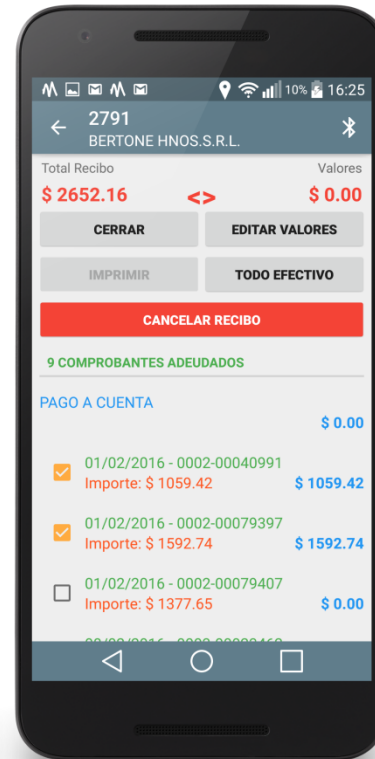 10% 16:25
2791
BERTONE HNOS.S.R.L.
Total Recibo Valores
$ 2652.16 <> $ 0.00
CERRAR EDITAR VALORES
IMPRIMIR TODO EFECTIVO
CANCELAR RECIBO
9 COMPROBANTES ADEUDADOS
PAGO A CUENTA
$ 0.00
01/02/2016 - 0002-00040991
Importe: $ 1059.42 $ 1059.42
01/02/2016 - 0002-00079397
Importe: $ 1592.74 $ 1592.74
01/02/2016 - 0002-00079407
Importe: $ 1377.65 $ 0.00